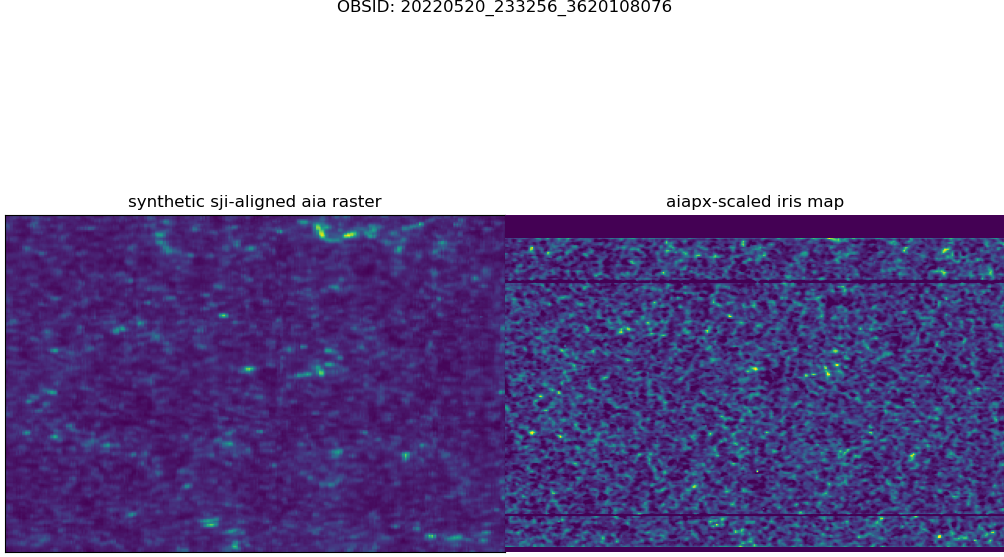 OBSID: 20220520_233256_3620108076
synthetic sji-aligned aia raster
aiapx-scaled iris map